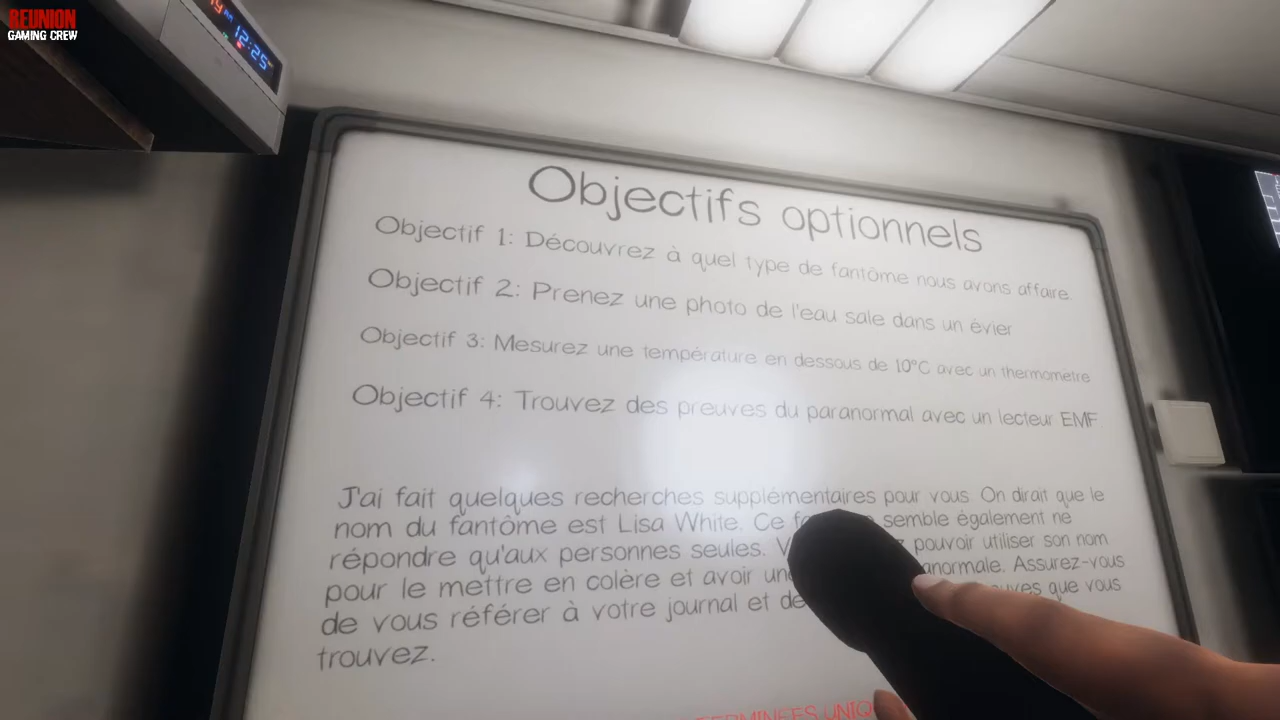 REUNION
GAMING CREW
12:25
Objectifs optionnels
Objectif 1: Découvrez à quel type de fantôme nous avons affaire.
Objectif 2: Prenez une photo de l'eau sale dans un évier
Objectif 3: Mesurez une température en dessous de 10°C avec un thermomètre
Objectif 4: Trouvez des preuves du paranormal avec un lecteur EMF
J'ai fait quelques recherches supplémentaires pour vous. On dirait que le
nom du fantôme est Lisa White. Ce semble également ne
répondre qu'aux personnes seules. pouvoir utiliser son nom
pour le mettre en colère et avoir une Assurez-vous
de vous référer à votre journal et que vous
trouvez.